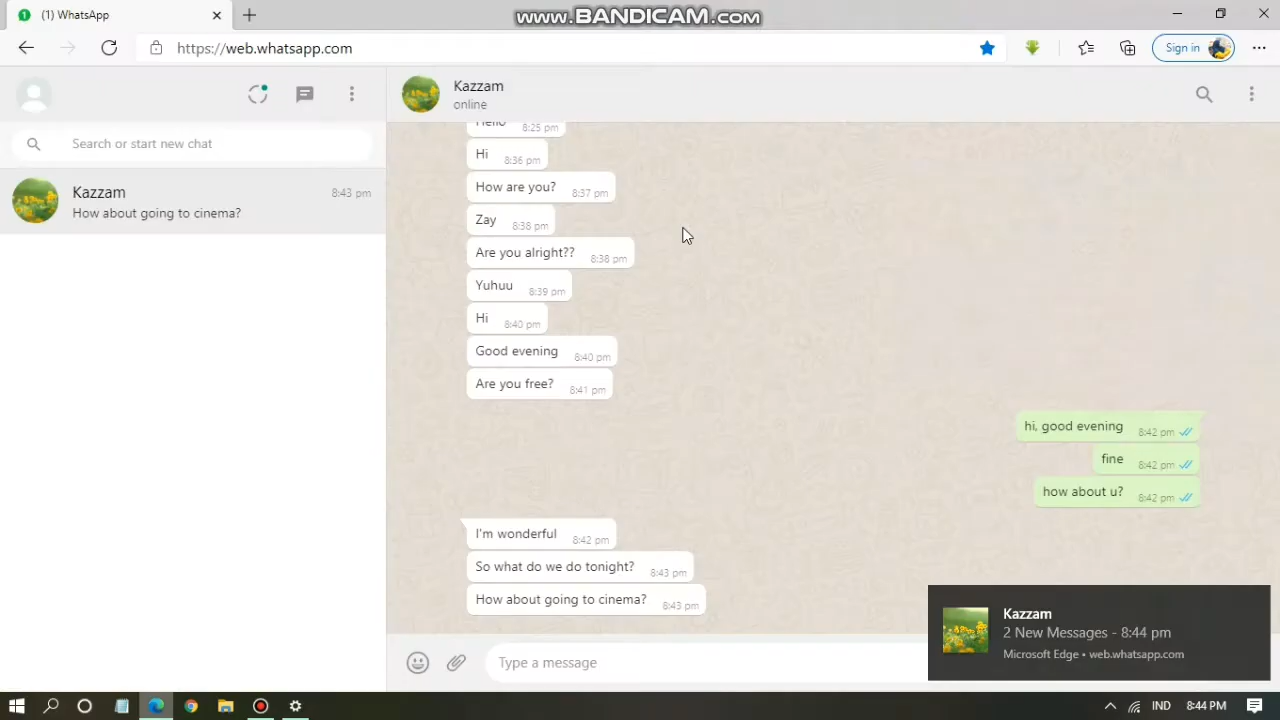 (1) WhatsApp
www.BANDICAM.com
https://web.whatsapp.com
Sign in
Kazzam
online
Search or start new chat
Kazzam
8:43 pm
How about going to cinema?
Hello 8:25 pm
Hi 8:36 pm
How are you? 8:37 pm
Zay 8:38 pm
Are you alright?? 8:38 pm
Yuhuu 8:39 pm
Hi 8:40 pm
Good evening 8:40 pm
Are you free? 8:41 pm
hi, good evening 8:42 pm
fine 8:42 pm
how about u? 8:42 pm
I'm wonderful 8:42 pm
So what do we do tonight? 8:43 pm
How about going to cinema? 8:43 pm
Kazzam
2 New Messages - 8:44 pm
Microsoft Edge • web.whatsapp.com
Type a message
IND
8:44 PM